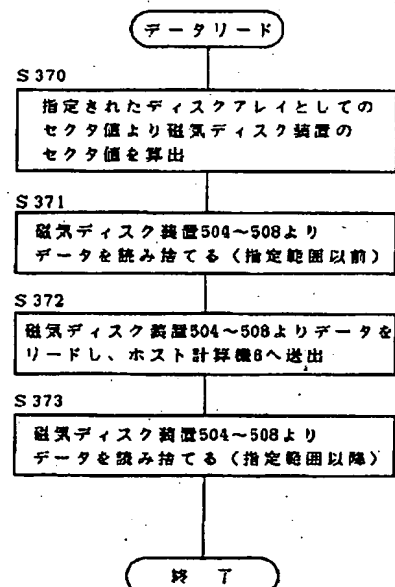 データリード
S370
指定されたディスクアレイとしての
セクタ値より磁気ディスク装置の
セクタ値を算出
S371
磁気ディスク装置504~508より
データを読み捨てる（指定範囲以前）
S372
磁気ディスク装置504~508よりデータを
リードし、ホスト計算機6へ送出
S373
磁気ディスク装置504~508より
データを読み捨てる（指定範囲以降）
終了